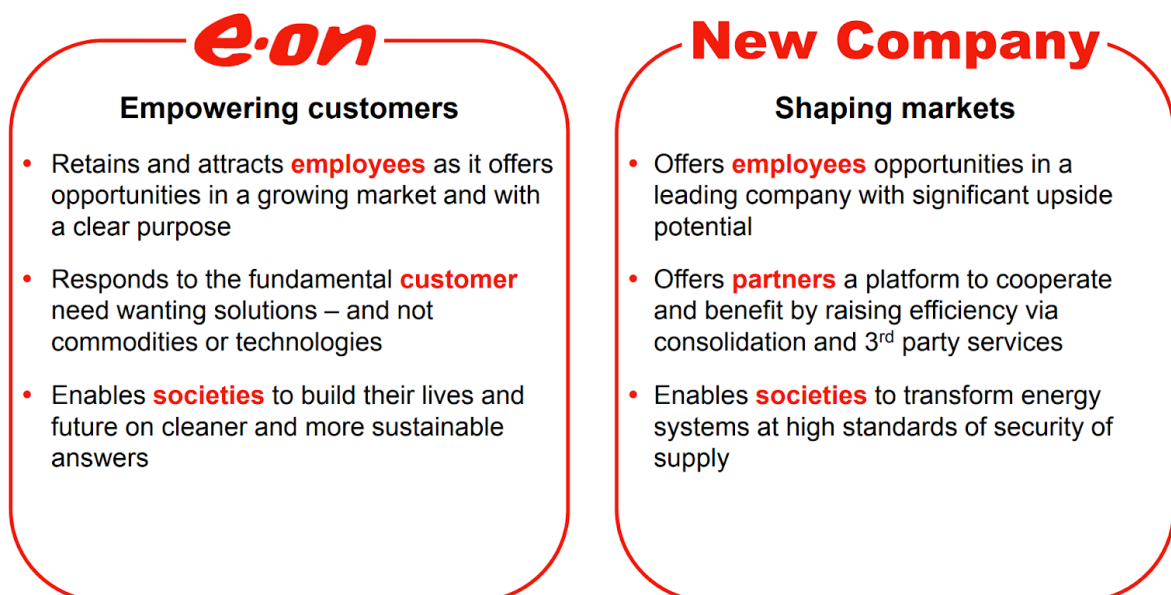 e·on
Empowering customers
• Retains and attracts employees as it offers
opportunities in a growing market and with
a clear purpose
• Responds to the fundamental customer
need wanting solutions – and not
commodities or technologies
• Enables societies to build their lives and
future on cleaner and more sustainable
answers
New Company
Shaping markets
• Offers employees opportunities in a
leading company with significant upside
potential
• Offers partners a platform to cooperate
and benefit by raising efficiency via
consolidation and 3rd party services
• Enables societies to transform energy
systems at high standards of security of
supply